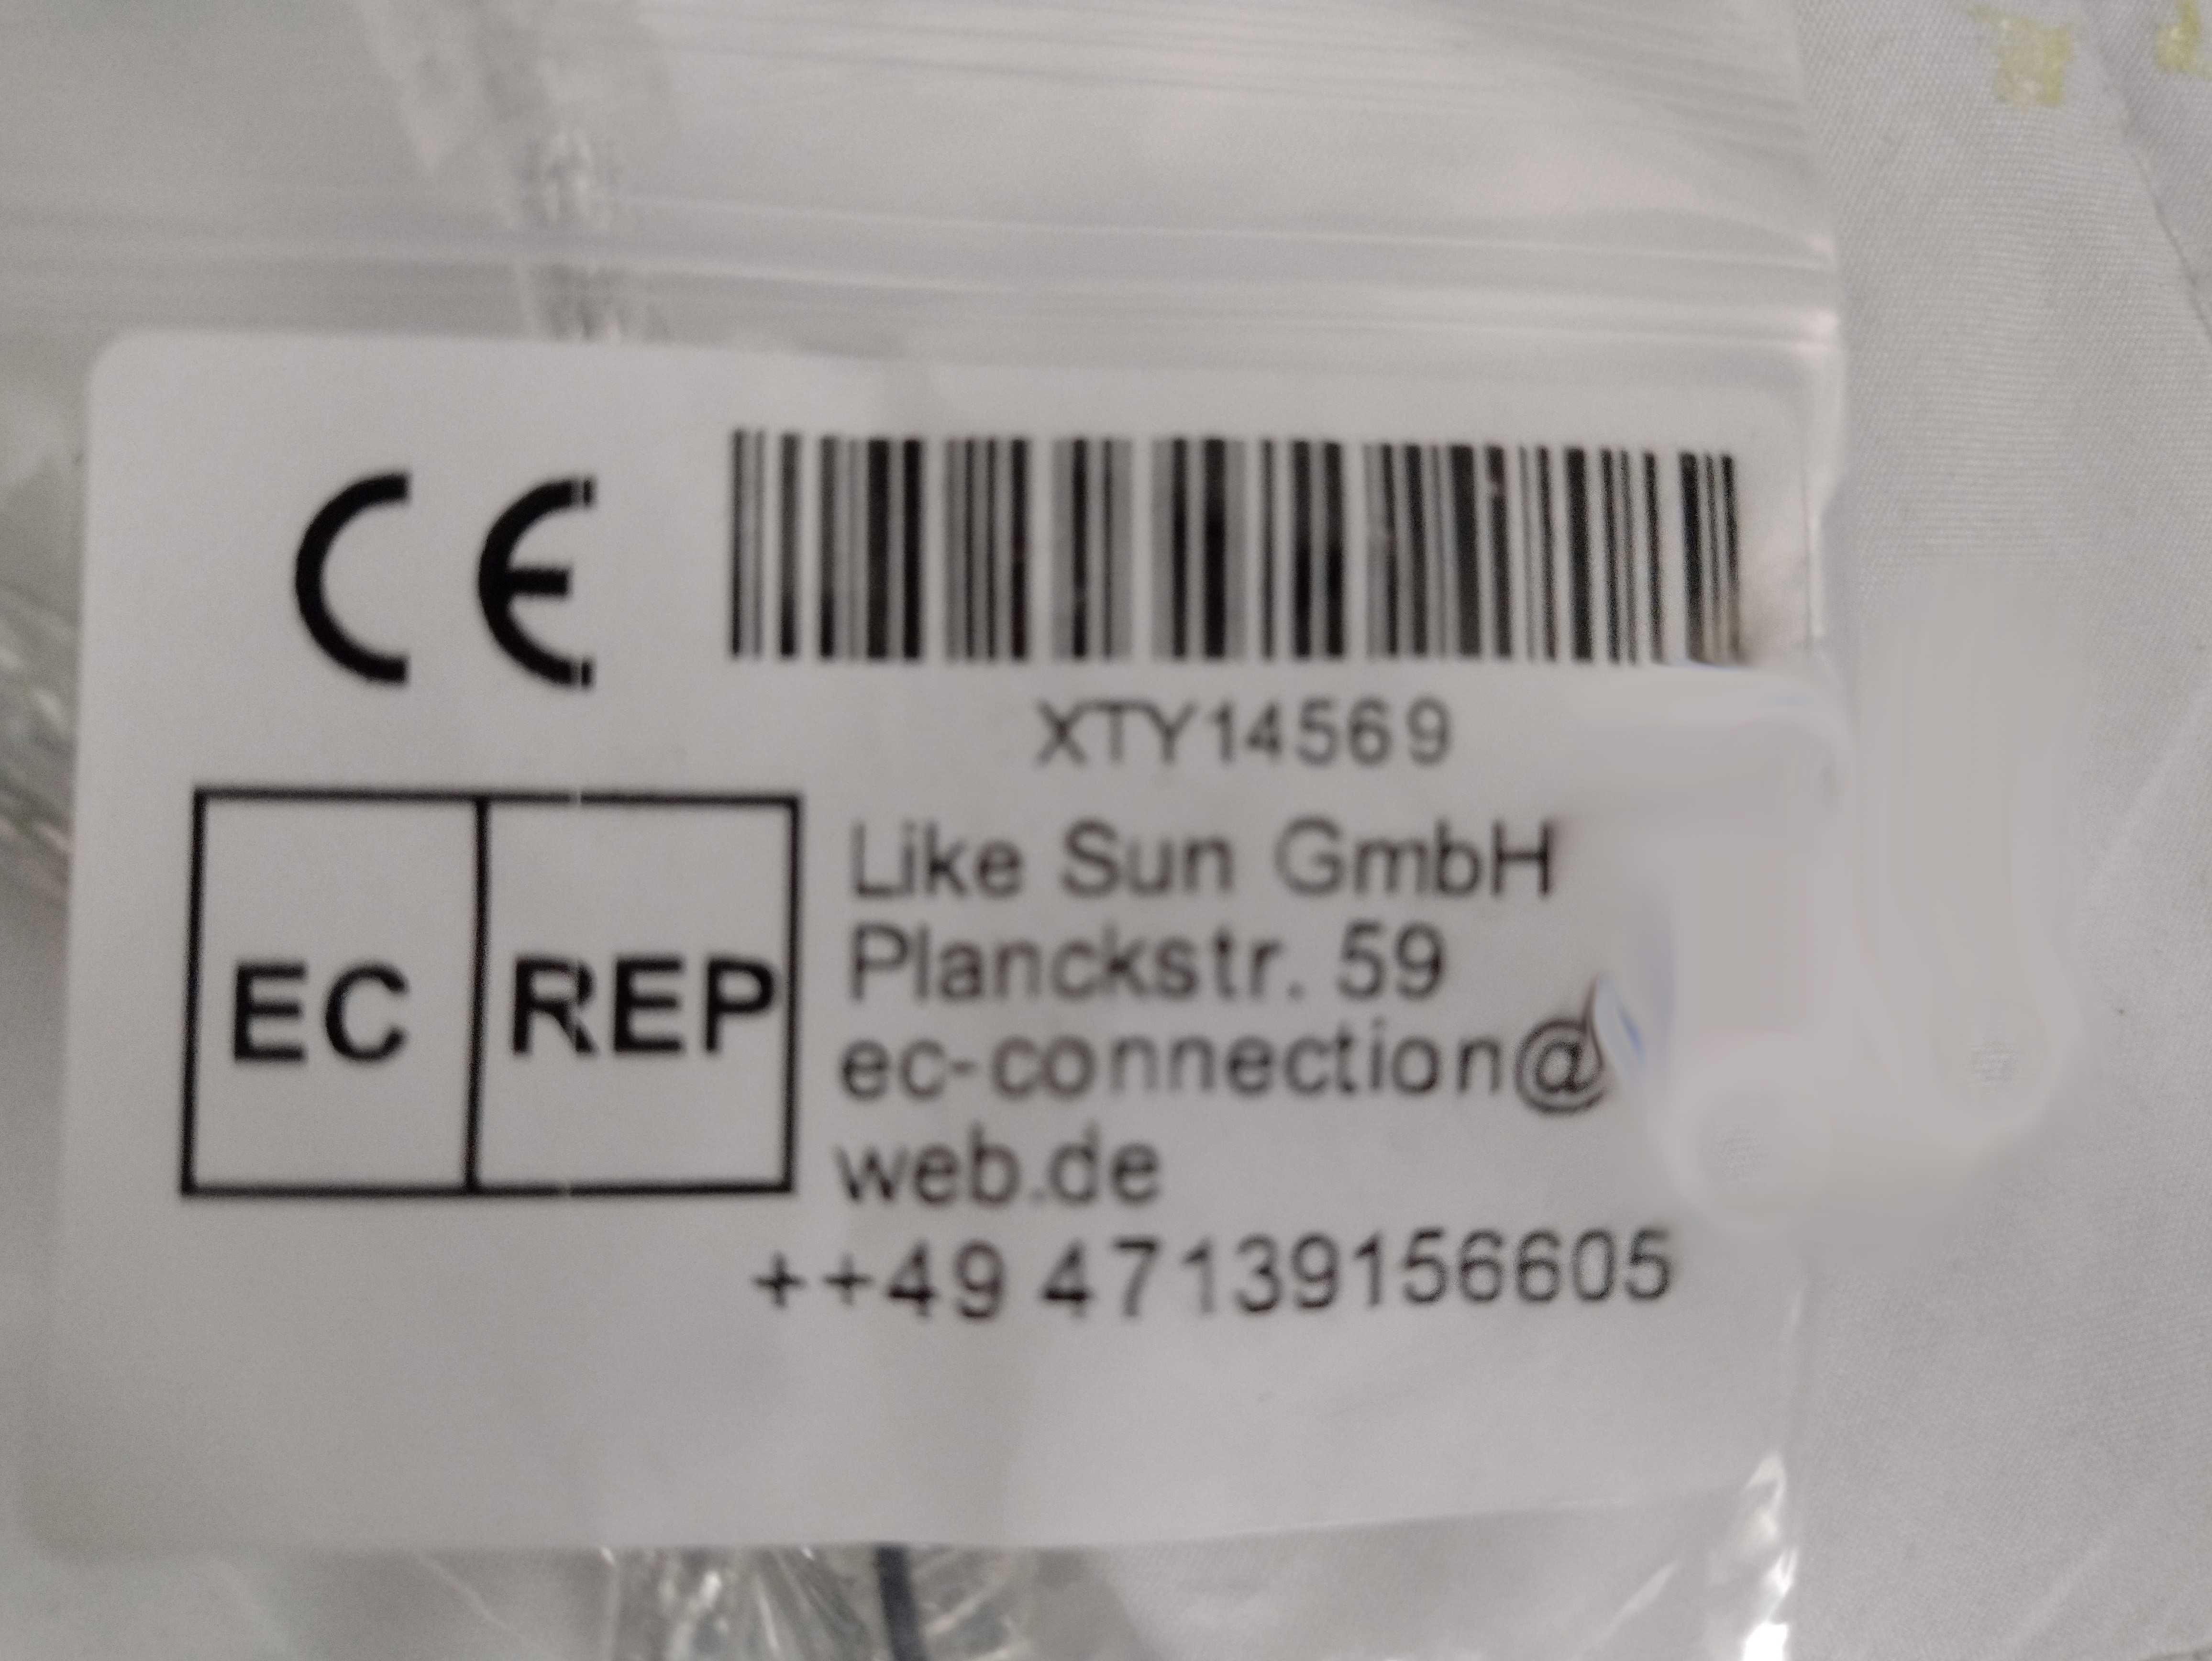 CE
XTY14569
EC REP
Like Sun GmbH
Planckstr. 59
ec-connection@
web.de
++49 47139156605